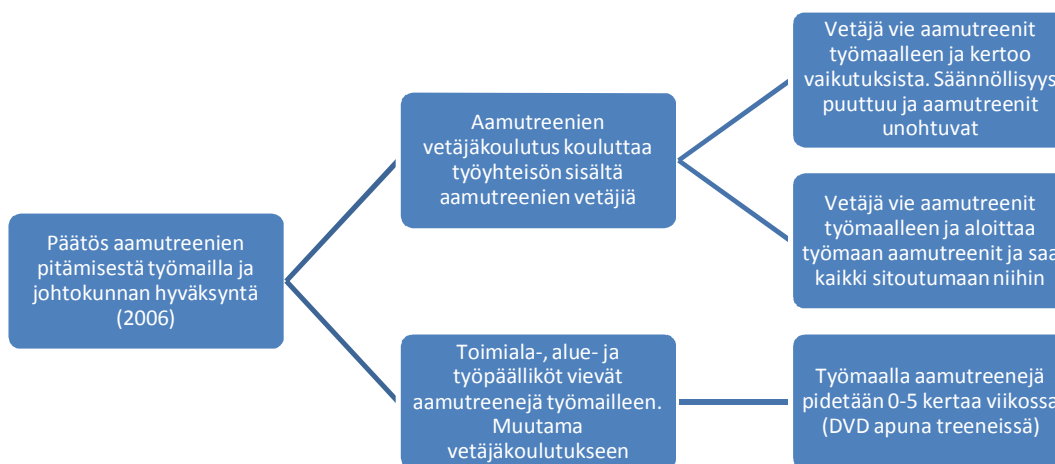 Päätös aamutreenien
pitämisestä työmailla ja
johtokunnan hyväksyntä
(2006)
Aamutreenien
vetäjäkoulutus kouluttaa
työyhteisön sisältä
aamutreenien vetäjiä
Vetäjä vie aamutreenit
työmaalleen ja kertoo
vaikutuksista. Säännöllisyys
puuttuu ja aamutreenit
unohtuvat
Vetäjä vie aamutreenit
työmaalleen ja aloittaa
työmaan aamutreenit ja saa
kaikki sitoutumaan niihin
Toimiala-, alue- ja
työpäälliköt vievät
aamutreenejä työmailleen.
Muutama
vetäjäkoulutukseen
Työmaalla aamutreenejä
pidetään 0-5 kertaa viikossa
(DVD apuna treeneissä)